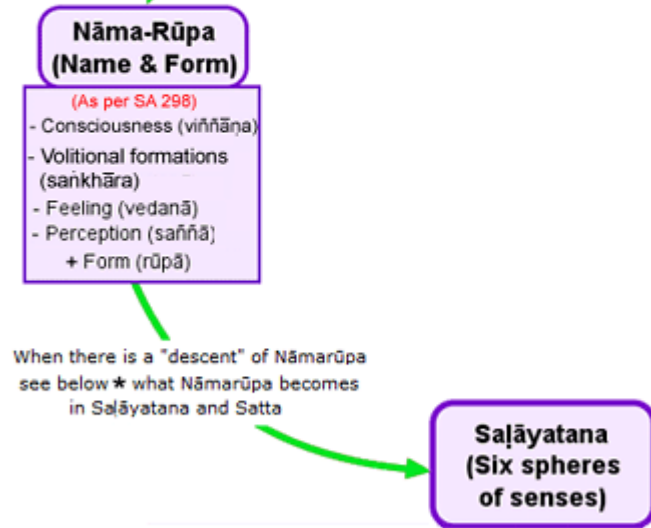 Nāma-Rūpa
(Name & Form)
(As per SA 298)
- Consciousness (viññāṇa)
- Volitional formations
(saṅkhāra)
- Feeling (vedanā)
- Perception (saññā)
+ Form (rūpā)
When there is a "descent" of Nāmarūpa
see below * what Nāmarūpa becomes
in Saḷāyatana and Satta
Saḷāyatana
(Six spheres
of senses)